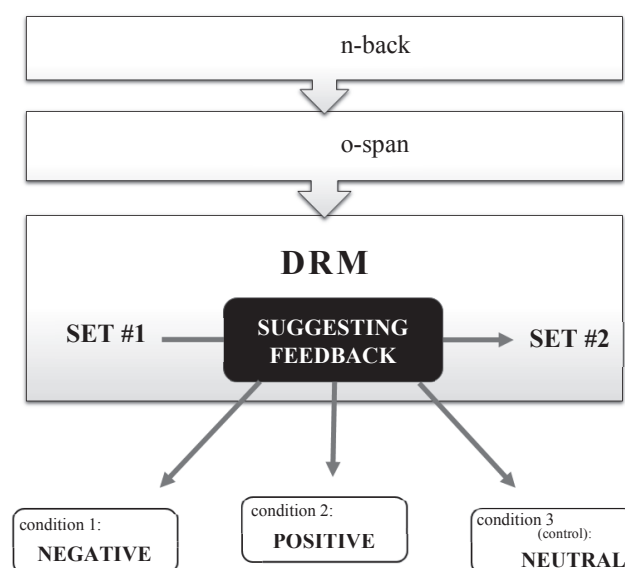 n-back
o-span
DRM
SET #1
SUGGESTING
FEEDBACK
SET #2
condition 1:
NEGATIVE
condition 2:
POSITIVE
condition 3
(control):
NEUTRAL